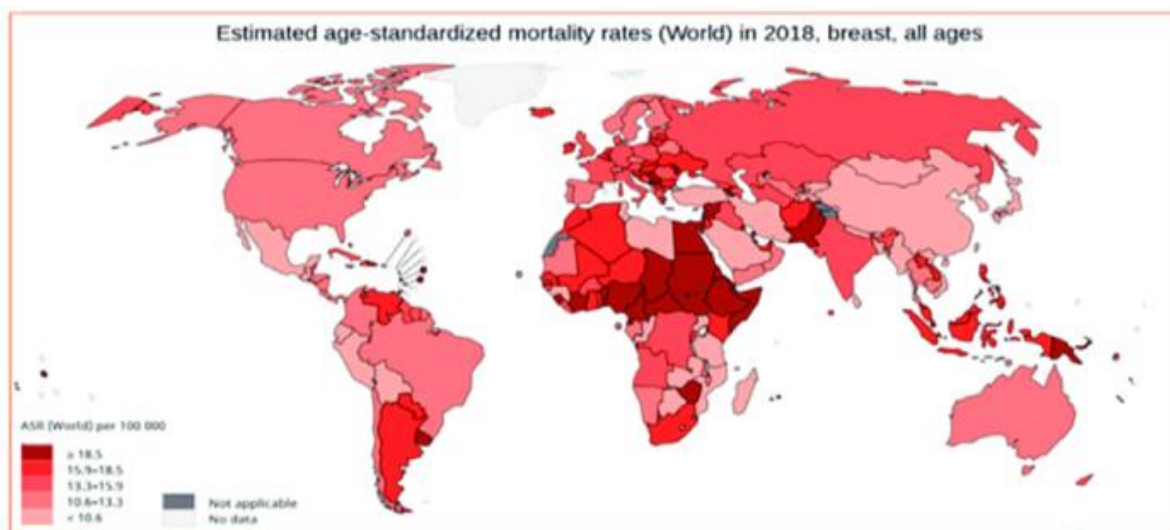 Estimated age-standardized mortality rates (World) in 2018, breast, all ages
ASR (World) per 100 000
≥ 18.5
15.9–18.5
13.3–15.9
10.6–13.3
< 10.6
Not applicable
No data